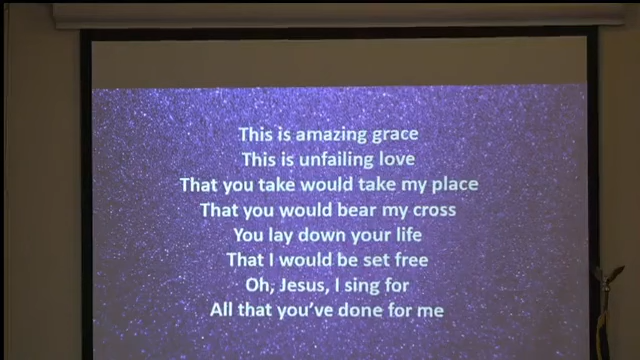 This is amazing grace
This is unfailing love
That you take would take my place
That you would bear my cross
You lay down your life
That I would be set free
Oh, Jesus, I sing for
All that you've done for me